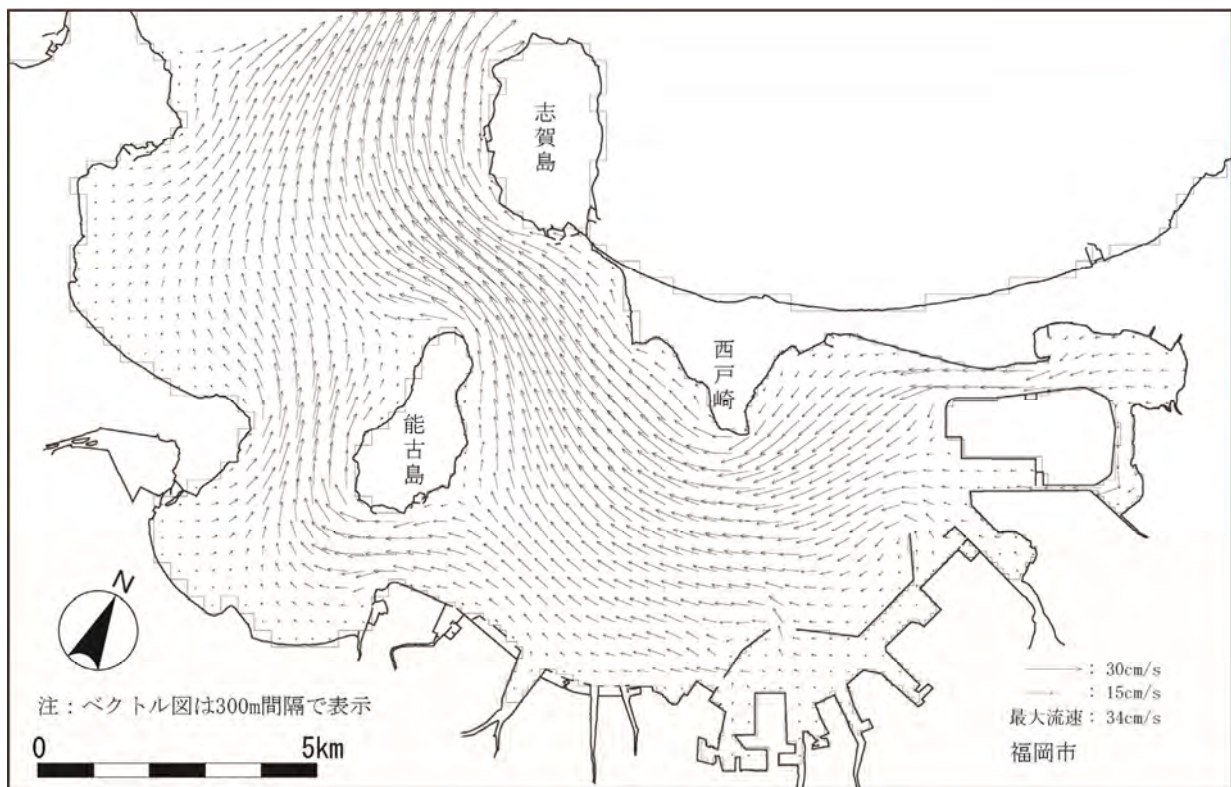 志賀島
西戸崎
能古島
N
注：ベクトル図は300m間隔で表示
0 5km
：30cm/s
：15cm/s
最大流速：34cm/s
福岡市